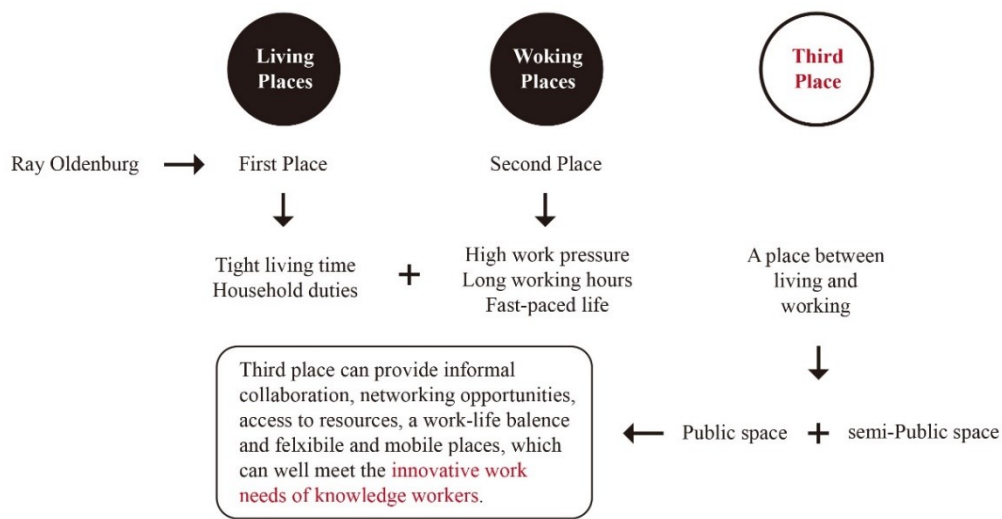 Living
Places
Woking
Places
Third
Place
Ray Oldenburg
First Place
Second Place
Tight living time
Household duties
+
High work pressure
Long working hours
Fast-paced life
A place between
living and
working
Third place can provide informal
collaboration, networking opportunities,
access to resources, a work-life balence
and felxibile and mobile places, which
can well meet the innovative work
needs of knowledge workers.
Public space + semi-Public space